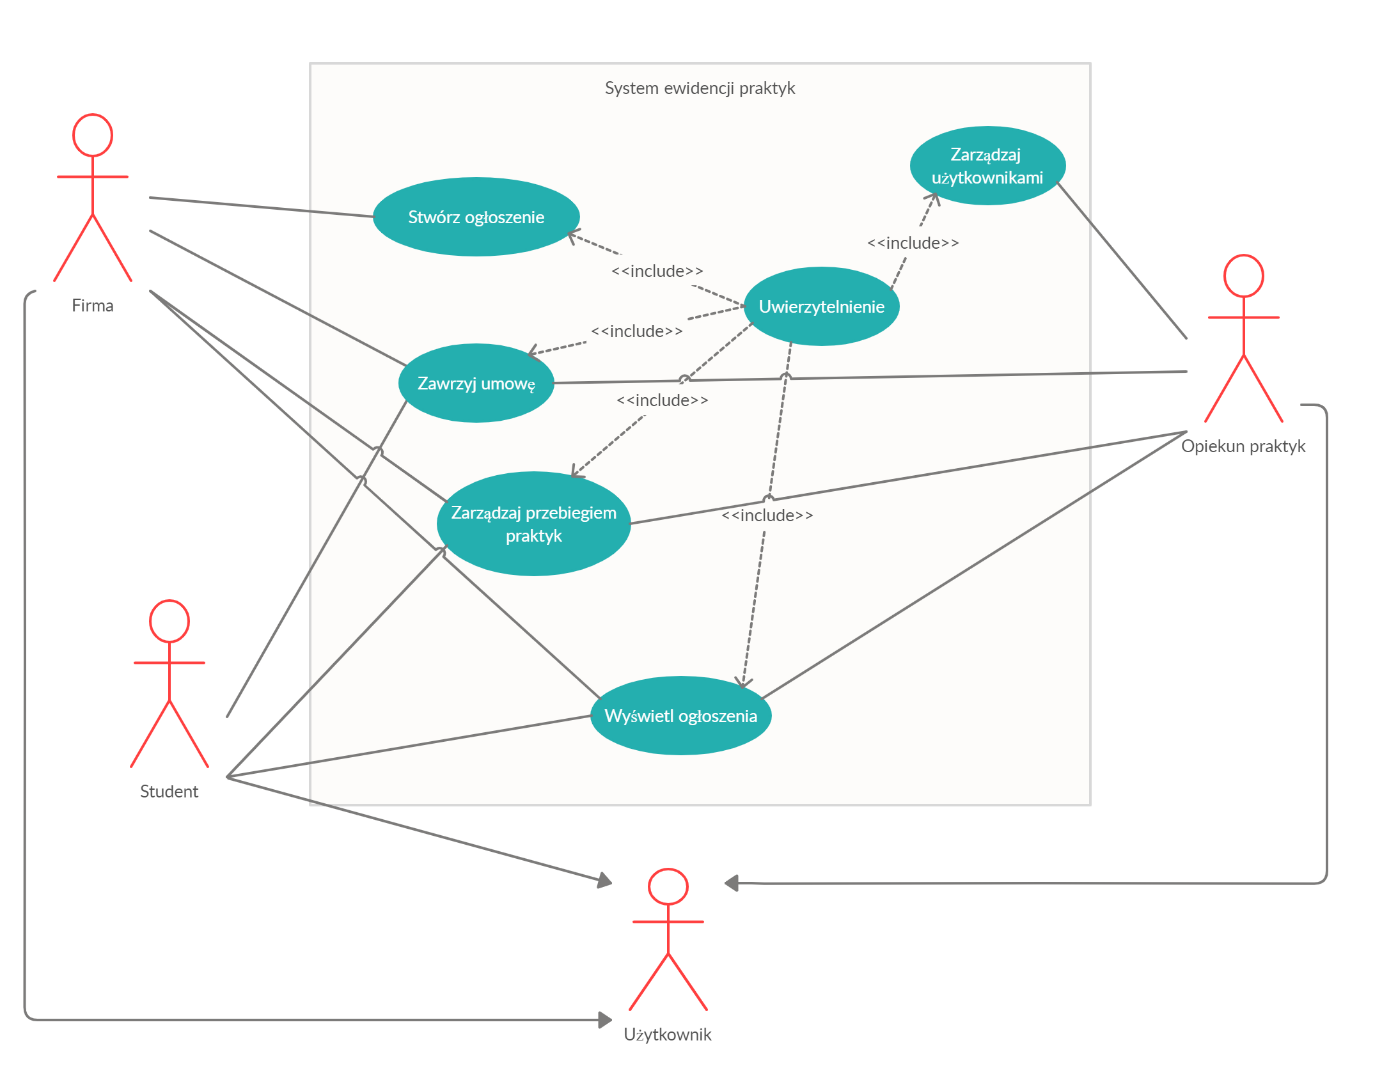 System ewidencji praktyk
Zarządzaj
użytkownikami
Stwórz ogłoszenie
<<include>>
<<include>>
Uwierzytelnienie
Firma
<<include>>
Zawrzyj umowę
<<include>>
Opiekun praktyk
Zarządzaj przebiegiem
praktyk
<<include>>
Wyświetl ogłoszenia
Student
Użytkownik